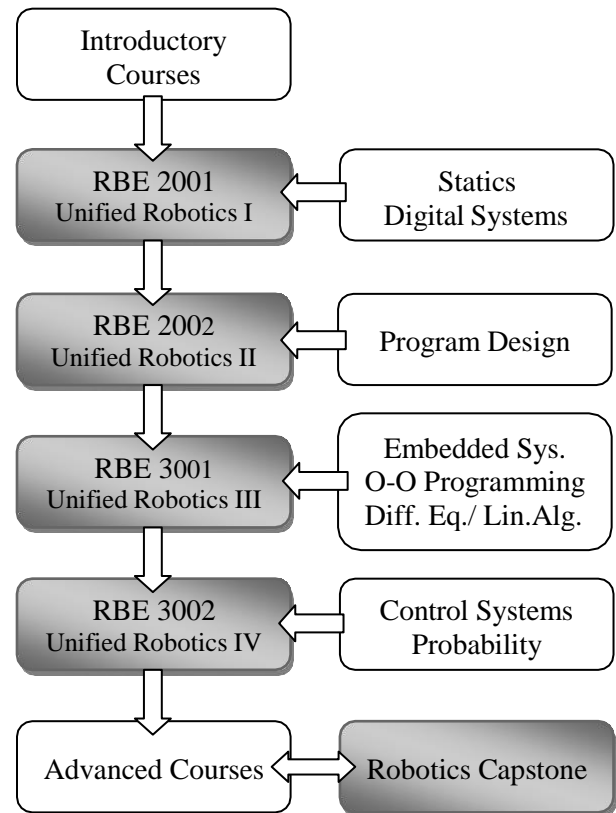 Introductory
Courses
RBE 2001
Unified Robotics I
Statics
Digital Systems
RBE 2002
Unified Robotics II
Program Design
RBE 3001
Unified Robotics III
Embedded Sys.
O-O Programming
Diff. Eq./ Lin.Alg.
RBE 3002
Unified Robotics IV
Control Systems
Probability
Advanced Courses
Robotics Capstone